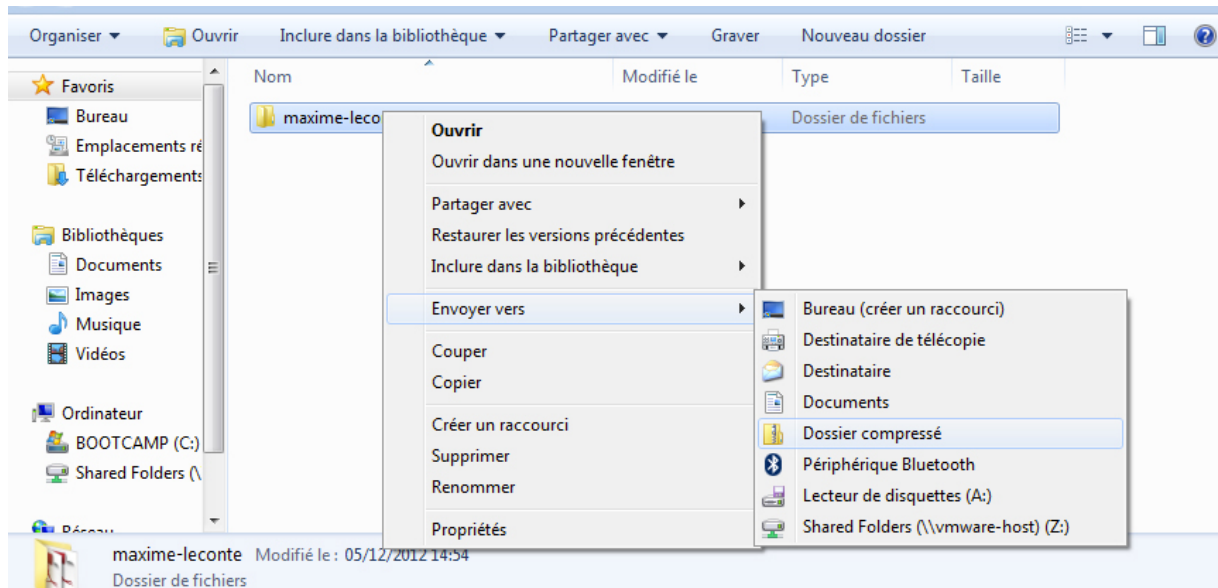 Organiser Ouvrir Inclure dans la bibliothèque Partager avec Graver Nouveau dossier
Nom Modifié le Type Taille
Favoris
Bureau
Emplacements ré
Téléchargements
Bibliothèques
Documents
Images
Musique
Vidéos
Ordinateur
BOOTCAMP (C:)
Shared Folders (\
Réseau
maxime-leco Dossier de fichiers
Ouvrir
Ouvrir dans une nouvelle fenêtre
Partager avec
Restaurer les versions précédentes
Inclure dans la bibliothèque
Envoyer vers
Couper
Copier
Créer un raccourci
Supprimer
Renommer
Propriétés
Bureau (créer un raccourci)
Destinataire de télécopie
Destinataire
Documents
Dossier compressé
Périphérique Bluetooth
Lecteur de disquettes (A:)
Shared Folders (\\vmware-host) (Z:)
maxime-leconte Modifié le : 05/12/2012 14:54
Dossier de fichiers